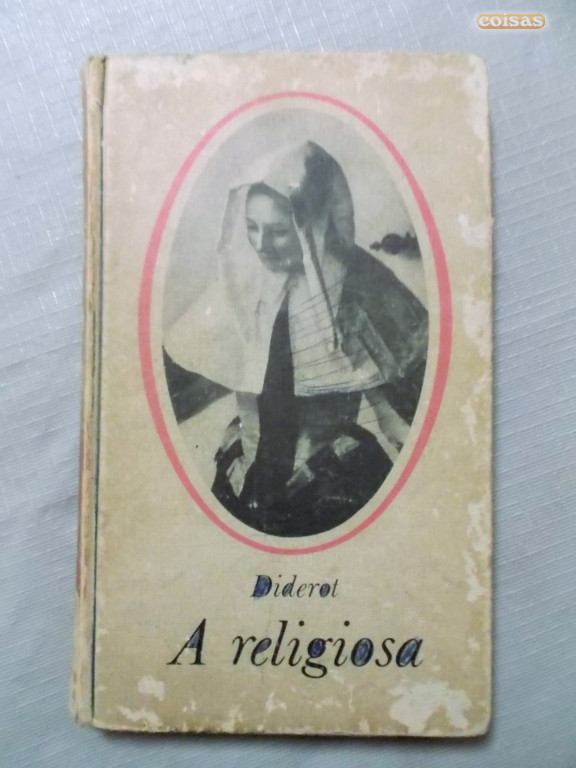 coisas
Diderot
A religiosa